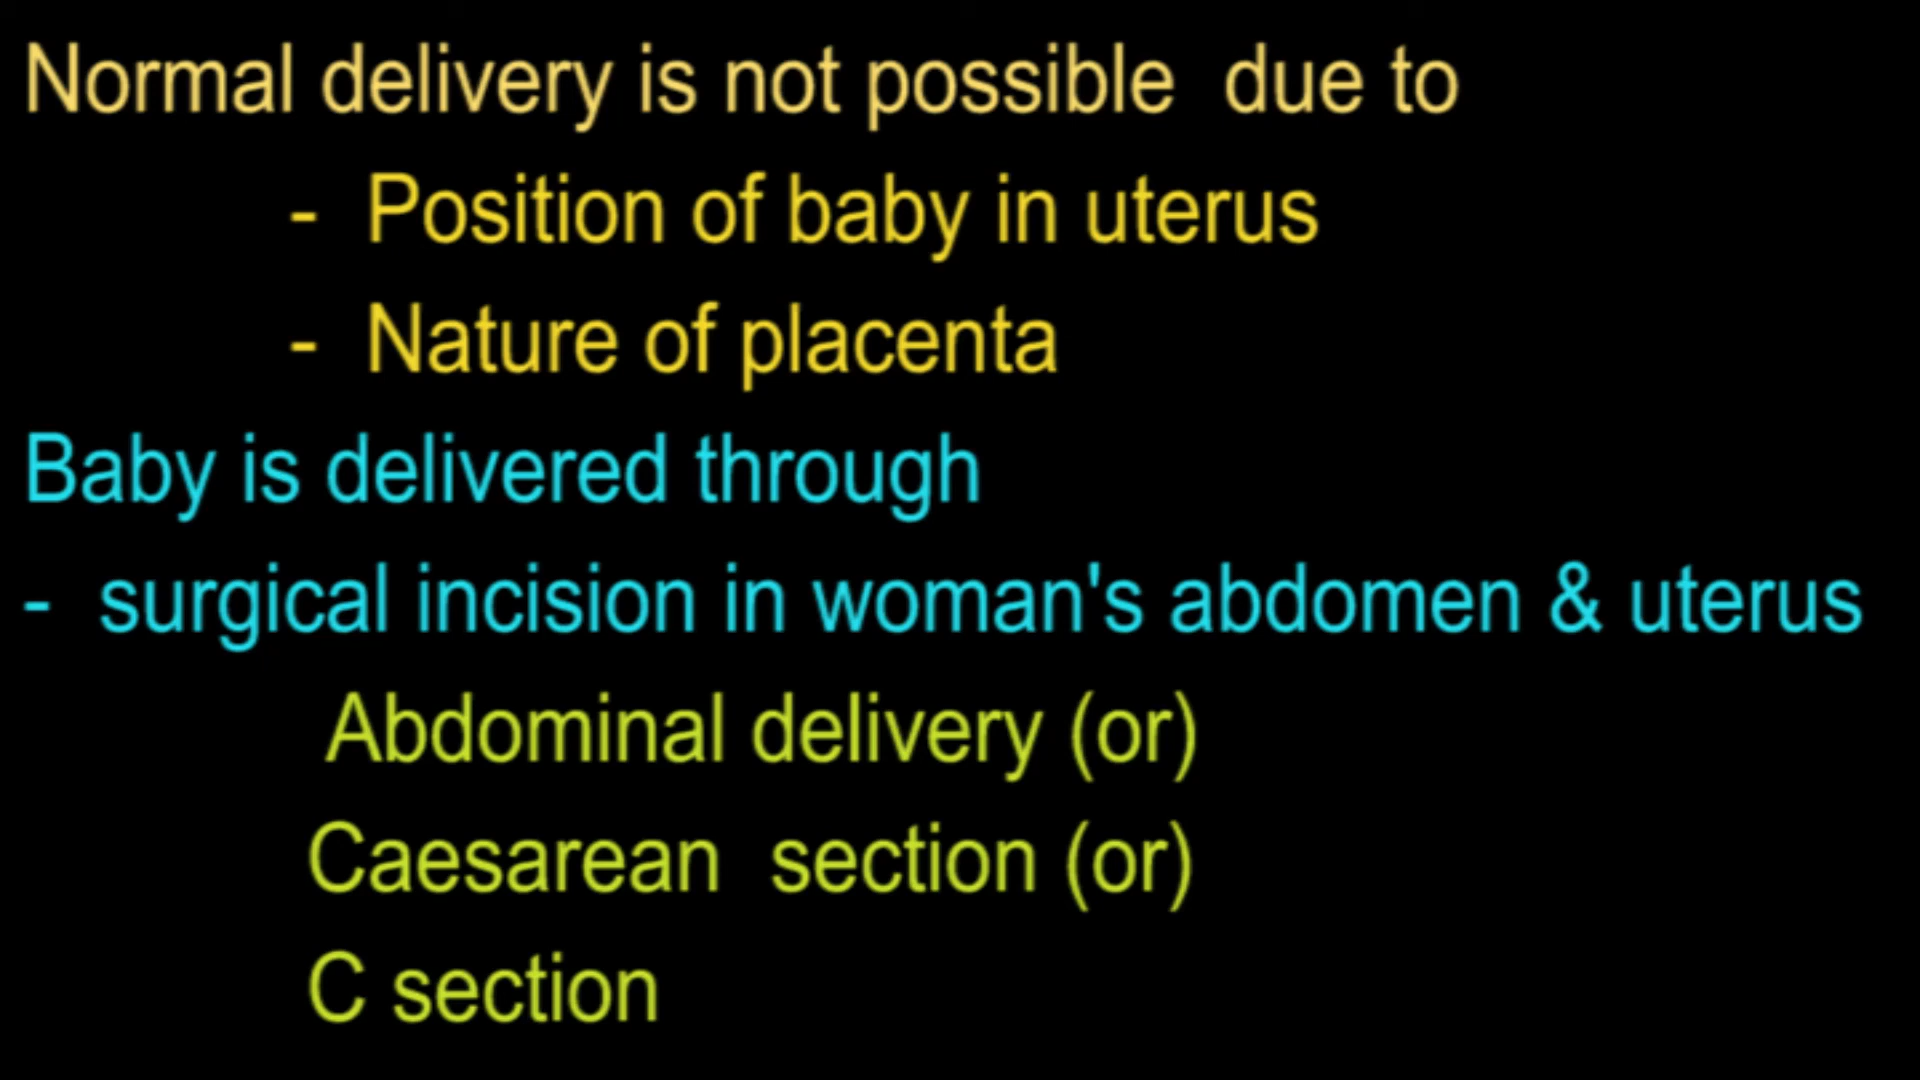 Normal delivery is not possible  due to
-  Position of baby in uterus
-  Nature of placenta
Baby is delivered through
-  surgical incision in woman's abdomen & uterus
Abdominal delivery (or)
Caesarean  section (or)
C section